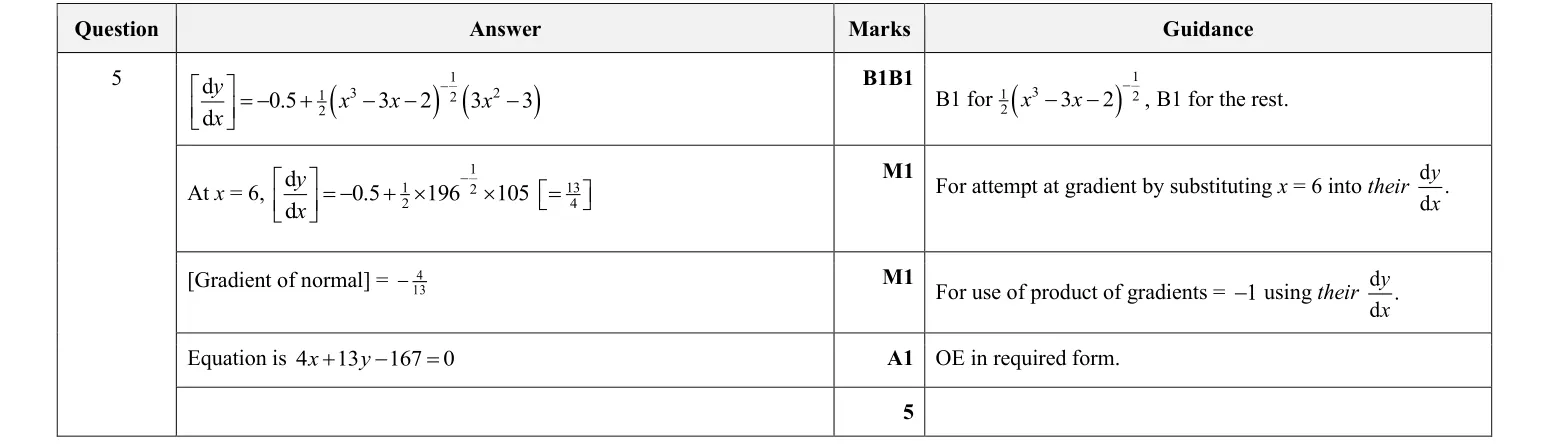 Question Answer Marks Guidance
5 [dy/dx] = −0.5 + ½(x³ − 3x − 2)^(−1/2) (3x² − 3) B1B1 B1 for ½(x³ − 3x − 2)^(−1/2), B1 for the rest.
At x = 6, [dy/dx] = −0.5 + ½ × 196^(−1/2) × 105 [= 13/4] M1 For attempt at gradient by substituting x = 6 into their dy/dx.
[Gradient of normal] = −4/13 M1 For use of product of gradients = −1 using their dy/dx.
Equation is 4x + 13y − 167 = 0 A1 OE in required form.
5